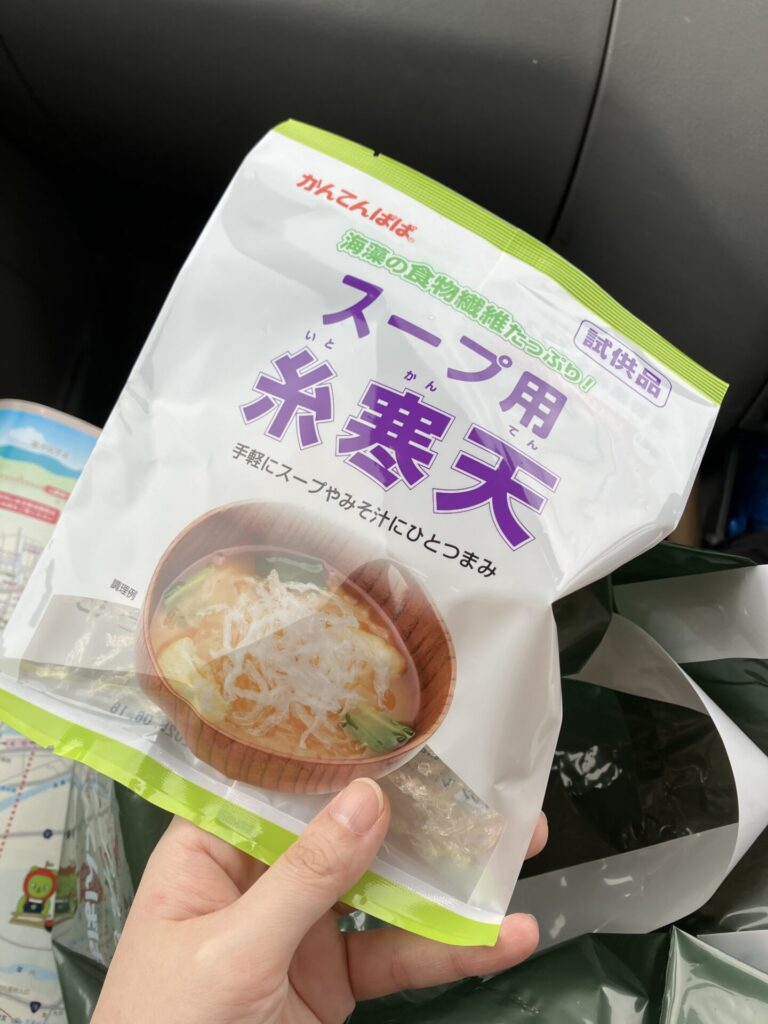 かんてんぱぱ®
海藻の食物繊維たっぷり!
試供品
スープ用
いと かん てん
糸寒天
手軽にスープやみそ汁にひとつまみ
調理例